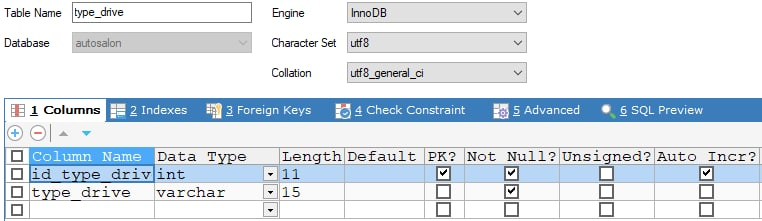 Table Name type_drive Engine InnoDB
Database autosalon Character Set utf8
Collation utf8_general_ci
1 Columns 2 Indexes 3 Foreign Keys 4 Check Constraint 5 Advanced 6 SQL Preview
Column Name Data Type Length Default PK? Not Null? Unsigned? Auto Incr?
id_type_driv int 11
type_drive varchar 15